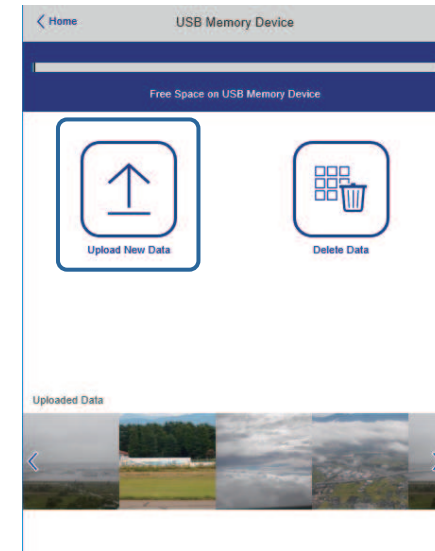 Home
USB Memory Device
Free Space on USB Memory Device
Upload New Data
Delete Data
Uploaded Data